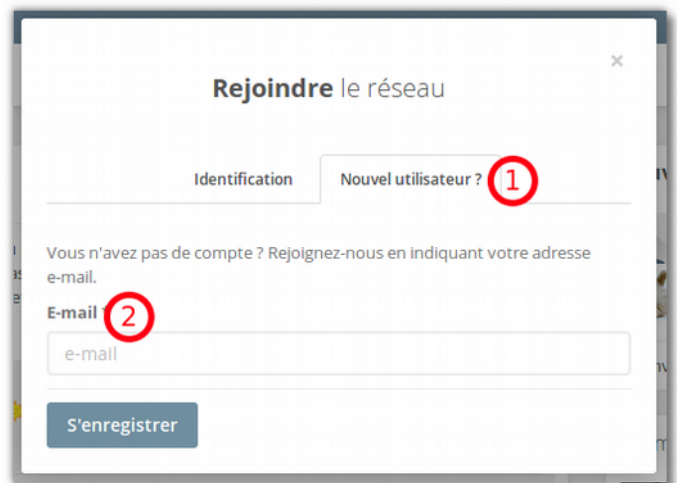 ×
Rejoindre le réseau
Identification Nouvel utilisateur ? 1
Vous n'avez pas de compte ? Rejoignez-nous en indiquant votre adresse
e-mail.
E-mail 2
e-mail
S'enregistrer